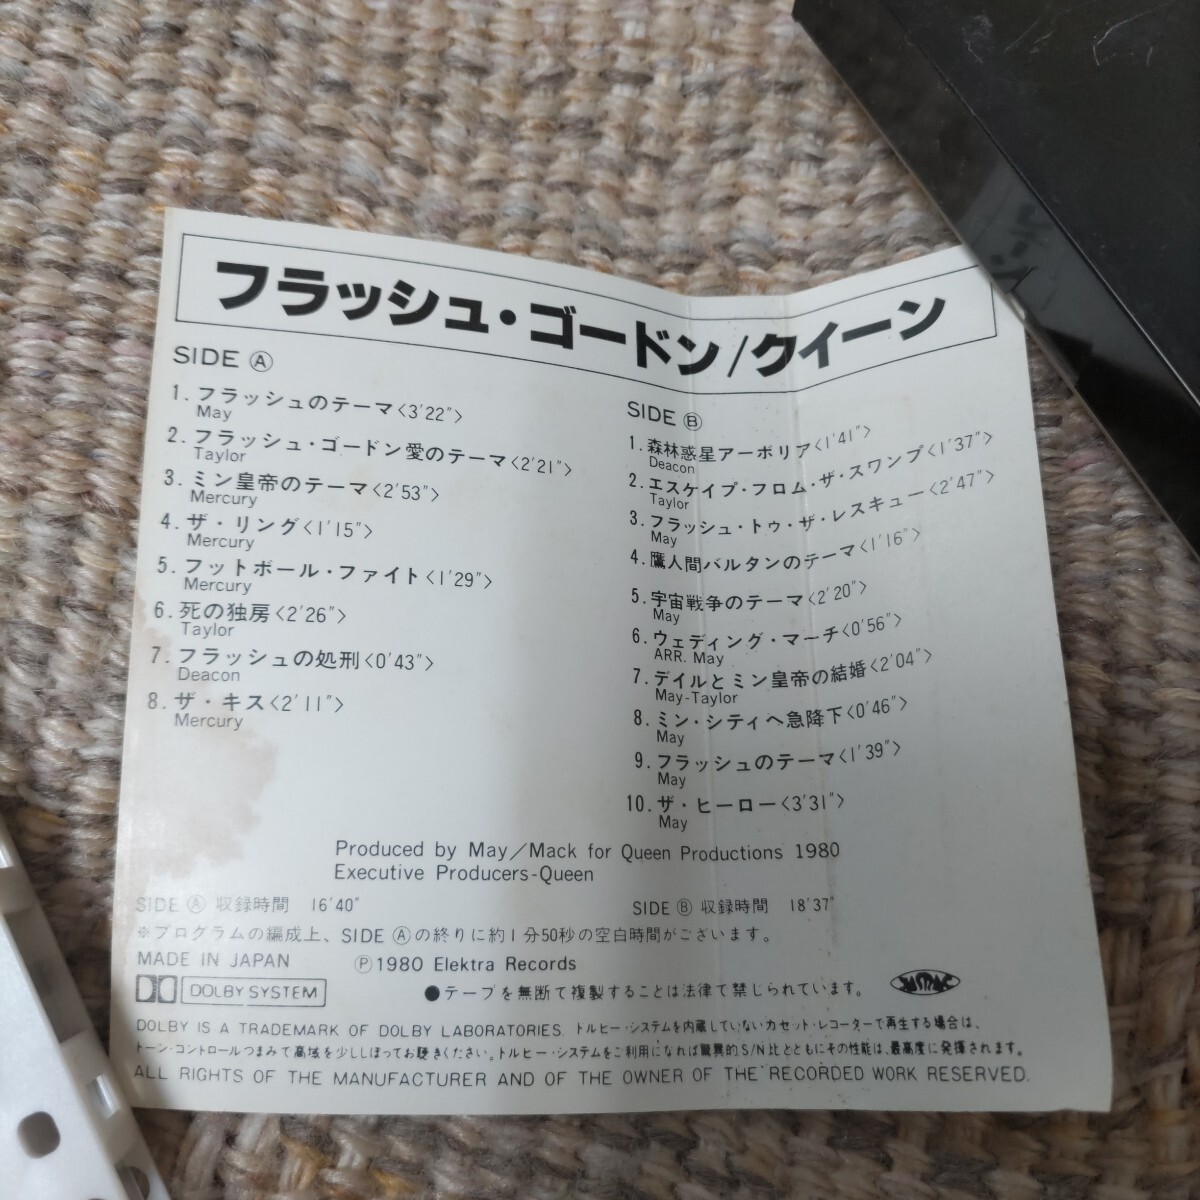 フラッシュ・ゴードン/クイーン
SIDE Ⓐ
1. フラッシュのテーマ〈3'22"〉
May
2. フラッシュ・ゴードン愛のテーマ〈2'21"〉
Taylor
3. ミン皇帝のテーマ〈2'53"〉
Mercury
4. ザ・リング〈1'15"〉
Mercury
5. フットボール・ファイト〈1'29"〉
Mercury
6. 死の独房〈2'26"〉
Taylor
7. フラッシュの処刑〈0'43"〉
Deacon
8. ザ・キス〈2'11"〉
Mercury
SIDE Ⓑ
1. 森林惑星アーボリア〈1'41"〉
Deacon
2. エスケイプ・フロム・ザ・スワンプ〈1'37"〉
Taylor
3. フラッシュ・トゥ・ザ・レスキュー〈2'47"〉
May
4. 鷹人間バルタンのテーマ〈1'16"〉
5. 宇宙戦争のテーマ〈2'20"〉
May
6. ウェディング・マーチ〈0'56"〉
ARR. May
7. デイルとミン皇帝の結婚〈2'04"〉
May-Taylor
8. ミン・シティへ急降下〈0'46"〉
May
9. フラッシュのテーマ〈1'39"〉
May
10. ザ・ヒーロー〈3'31"〉
May
Produced by May／Mack for Queen Productions 1980
Executive Producers-Queen
SIDE Ⓐ 収録時間 16'40"
SIDE Ⓑ 収録時間 18'37"
※プログラムの編成上、SIDE Ⓐの終りに約1分50秒の空白時間がございます。
MADE IN JAPAN ℗1980 Elektra Records
DOLBY SYSTEM
●テープを無断で複製することは法律で禁じられています。
JASRAC
DOLBY IS A TRADEMARK OF DOLBY LABORATORIES. ドルビー・システムを内蔵していないカセット・レコーダーで再生する場合は、
トーン・コントロールつまみで高域を少ししぼってお聴きください。ドルビー・システムをご利用になれば驚異的S/N比とともにその性能は、最高度に発揮されます。
ALL RIGHTS OF THE MANUFACTURER AND OF THE OWNER OF THE RECORDED WORK RESERVED.